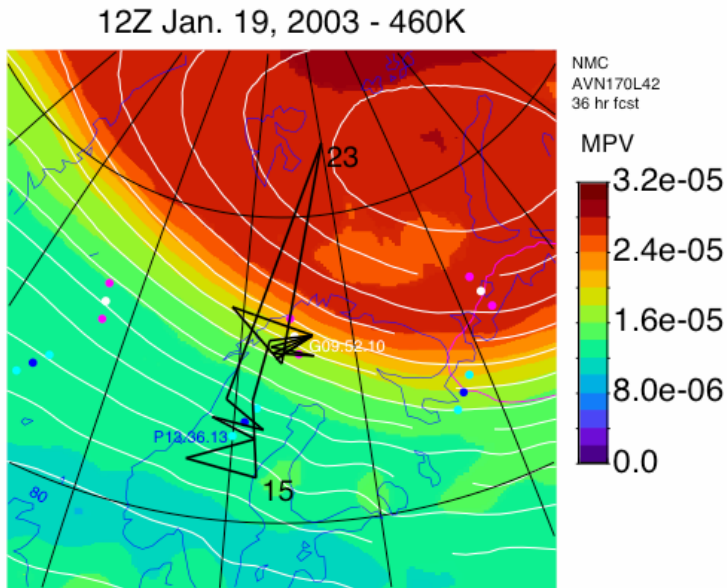 12Z Jan. 19, 2003 - 460K
NMC
AVN170L42
36 hr fcst
MPV
3.2e-05
2.4e-05
1.6e-05
8.0e-06
0.0
23
G09.52.10
P13.36.13
15
80